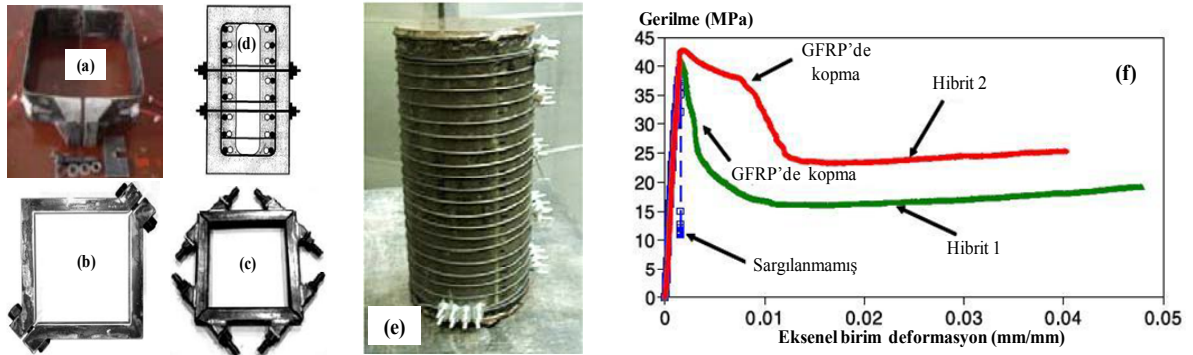 (a)
(d)
(b)
(c)
(e)
Gerilme (MPa)
45
40
35
30
25
20
15
10
5
0
GFRP’de
kopma
(f)
Hibrit 2
GFRP’de kopma
Hibrit 1
Sargılanmamış
0
0.01
0.02
0.03
0.04
0.05
Eksenel birim deformasyon (mm/mm)